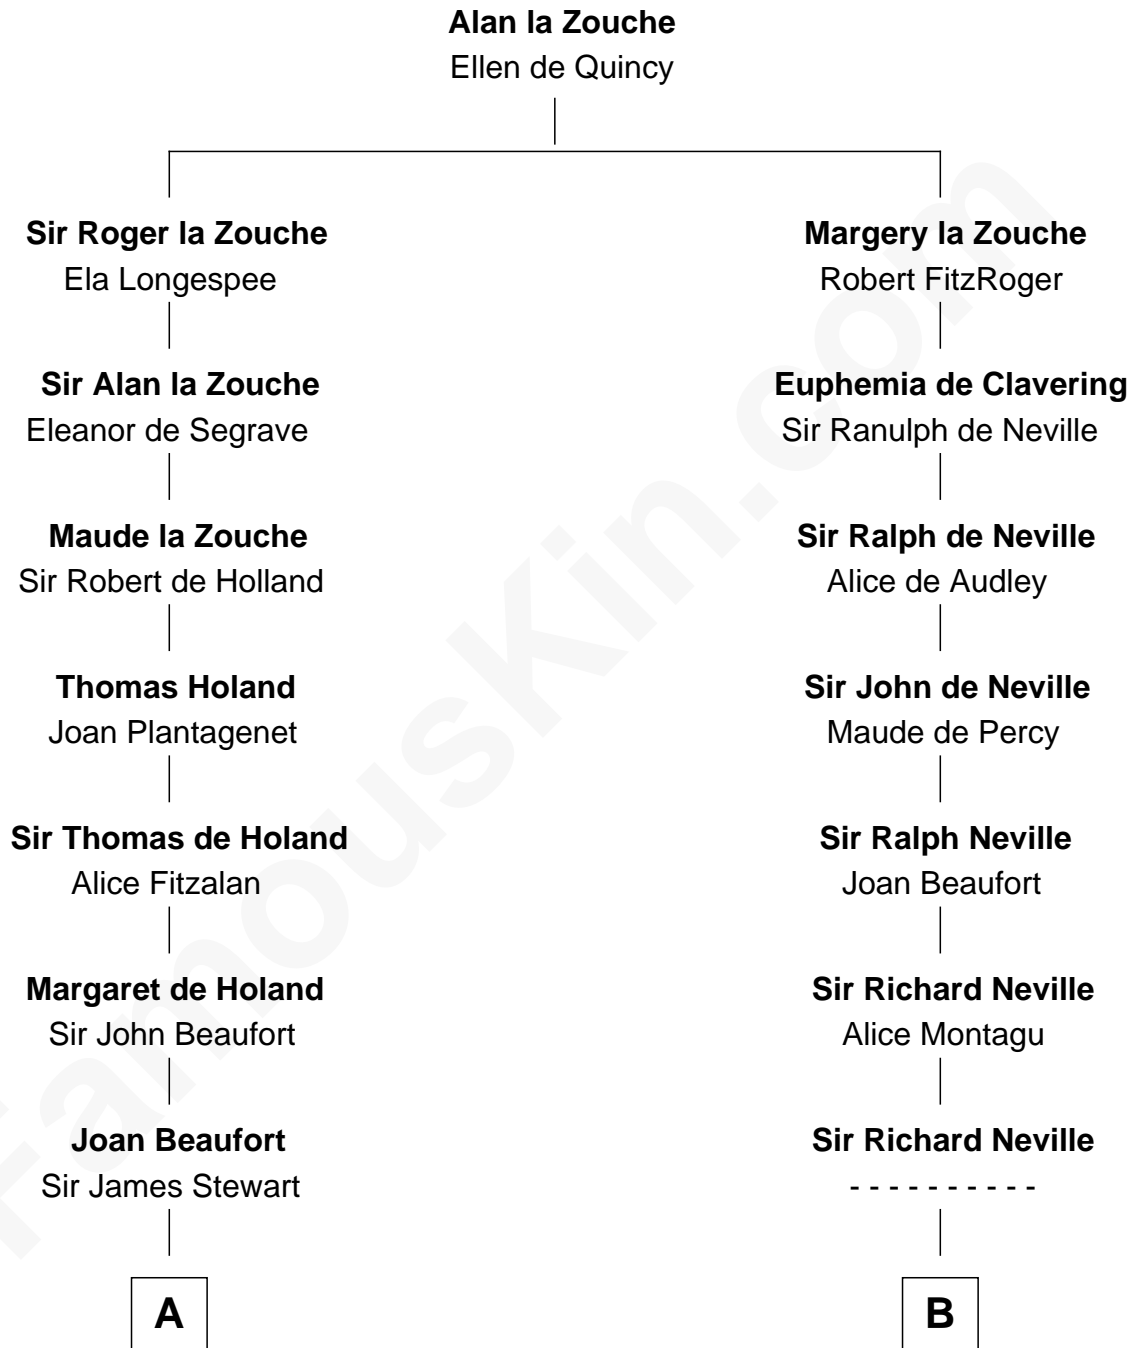 Alan la Zouche
Ellen de Quincy
Sir Roger la Zouche
Ela Longespee
Margery la Zouche
Robert FitzRoger
Sir Alan la Zouche
Eleanor de Segrave
Euphemia de Clavering
Sir Ranulph de Neville
Maude la Zouche
Sir Robert de Holland
Sir Ralph de Neville
Alice de Audley
Thomas Holand
Joan Plantagenet
Sir John de Neville
Maude de Percy
Sir Thomas de Holand
Alice Fitzalan
Sir Ralph Neville
Joan Beaufort
Margaret de Holand
Sir John Beaufort
Sir Richard Neville
Alice Montagu
Joan Beaufort
Sir James Stewart
Sir Richard Neville
- - - - - - - - - -
A
B
FamousKin.com